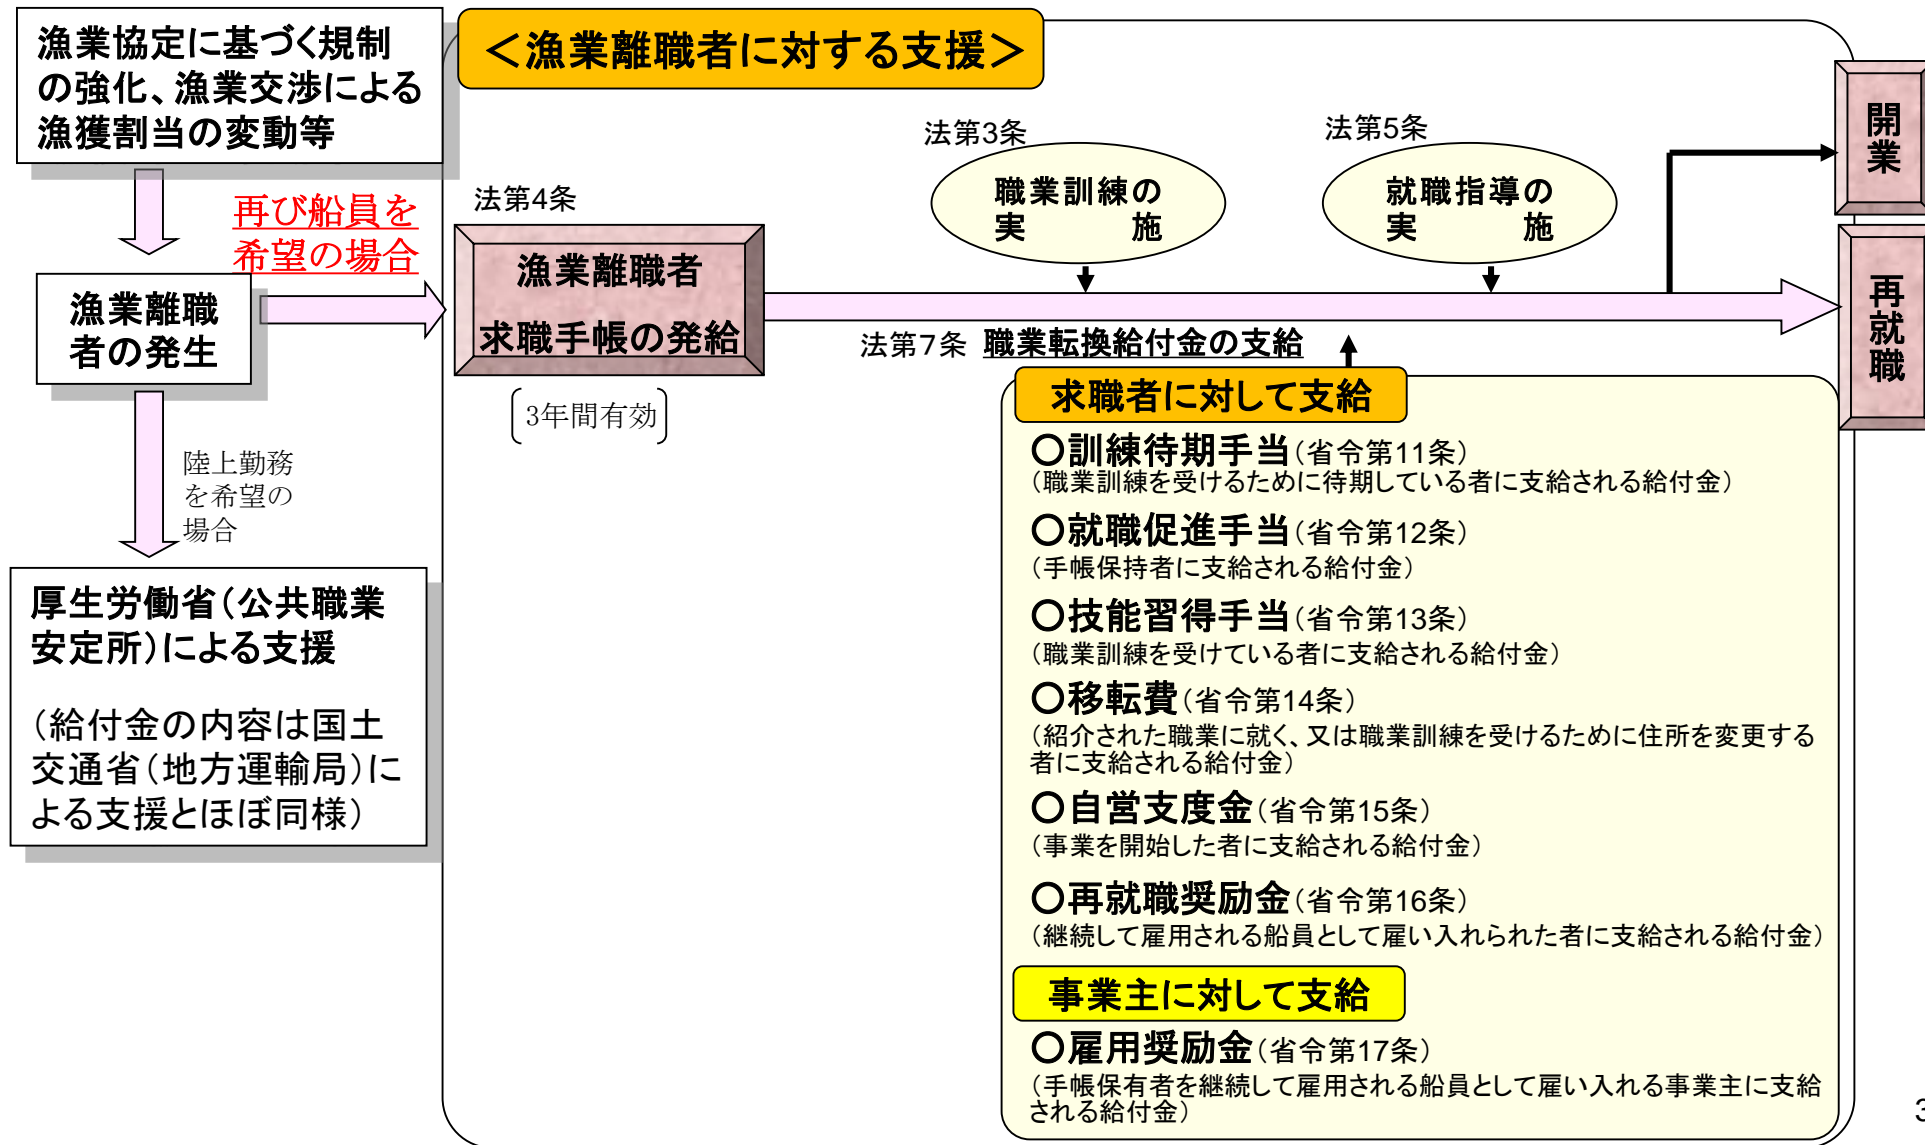 漁業協定に基づく規制
の強化、漁業交渉による
漁獲割当の変動等
＜漁業離職者に対する支援＞
再び船員を
希望の場合
漁業離職
者の発生
陸上勤務
を希望の
場合
厚生労働省（公共職業
安定所）による支援
（給付金の内容は国土
交通省（地方運輸局）に
よる支援とほぼ同様）
法第4条
漁業離職者
求職手帳の発給
3年間有効
法第3条
職業訓練の
実　　施
法第5条
就職指導の
実　　施
開業
再就職
法第7条 職業転換給付金の支給
求職者に対して支給
○訓練待期手当（省令第11条）
（職業訓練を受けるために待期している者に支給される給付金）
○就職促進手当（省令第12条）
（手帳保持者に支給される給付金）
○技能習得手当（省令第13条）
（職業訓練を受けている者に支給される給付金）
○移転費（省令第14条）
（紹介された職業に就く、又は職業訓練を受けるために住所を変更する
者に支給される給付金）
○自営支度金（省令第15条）
（事業を開始した者に支給される給付金）
○再就職奨励金（省令第16条）
（継続して雇用される船員として雇い入れられた者に支給される給付金）
事業主に対して支給
○雇用奨励金（省令第17条）
（手帳保有者を継続して雇用される船員として雇い入れる事業主に支給
される給付金）
3